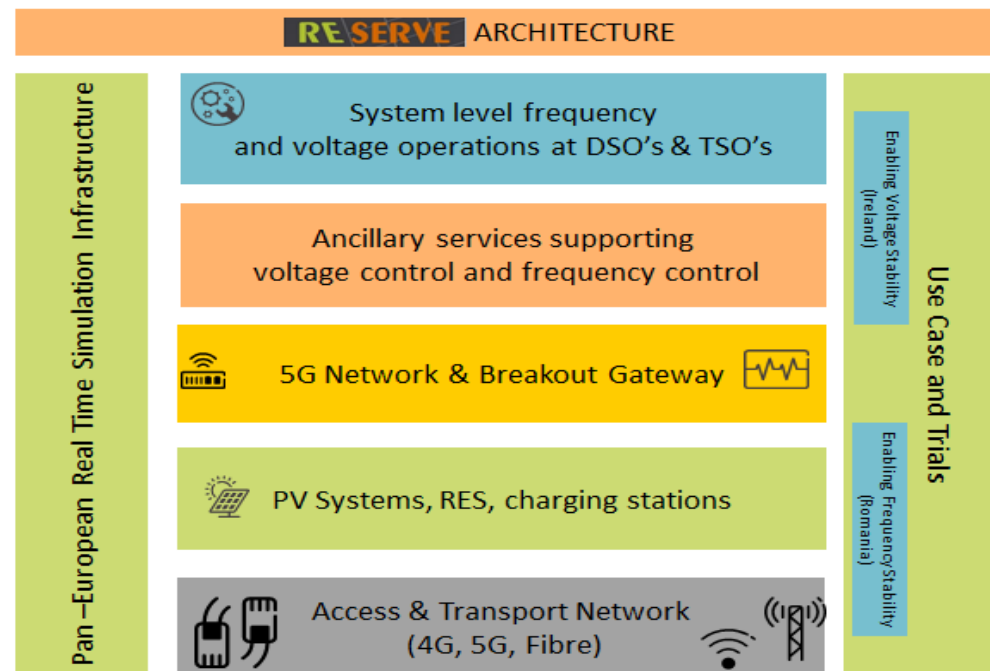 RESERVE ARCHITECTURE
Pan –European Real Time Simulation Infrastructure
System level frequency
and voltage operations at DSO's & TSO's
Ancillary services supporting
voltage control and frequency control
5G Network & Breakout Gateway
PV Systems, RES, charging stations
Access & Transport Network
(4G, 5G, Fibre)
Enabling Voltage Stability
(Ireland)
Enabling Frequency Stability
(Romania)
Use Case and Trials